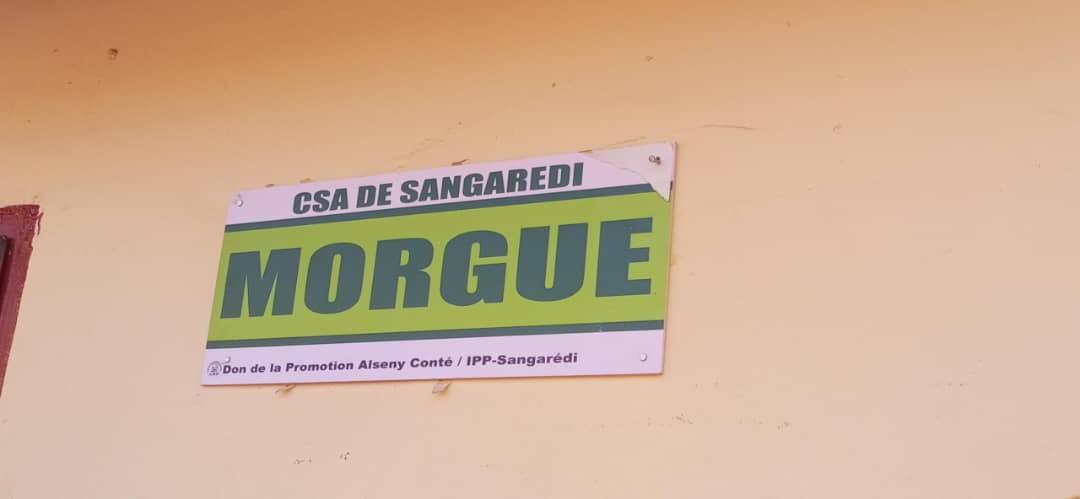 CSA DE SANGAREDI
MORGUE
Don de la Promotion Alseny Conté / IPP-Sangarédi